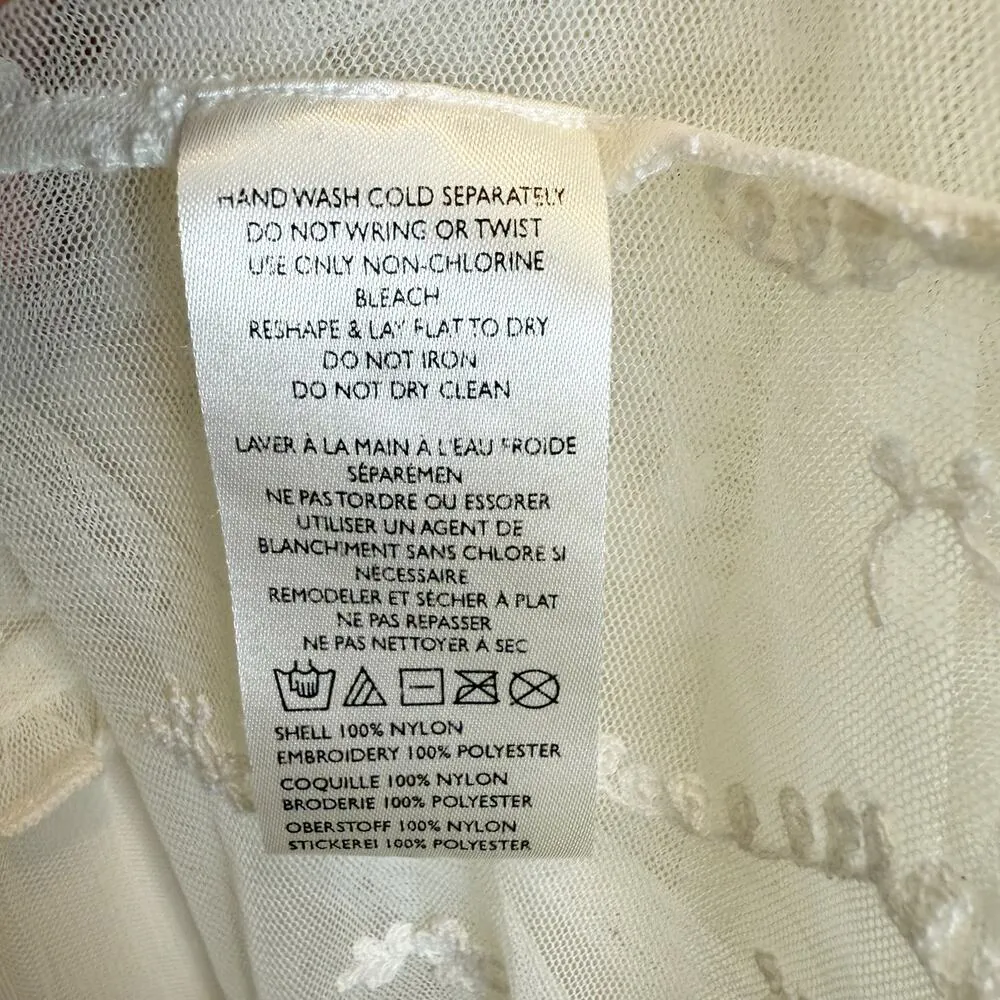 HAND WASH COLD SEPARATELY
DO NOT WRING OR TWIST
USE ONLY NON-CHLORINE
BLEACH
RESHAPE & LAY FLAT TO DRY
DO NOT IRON
DO NOT DRY CLEAN
LAVER À LA MAIN À L'EAU FROIDE
SÉPARÉMEN
NE PAS TORDRE OU ESSORER
UTILISER UN AGENT DE
BLANCH'MENT SANS CHLORE SI
NÉCESSAIRE
REMODELER ET SÉCHER À PLAT
NE PAS REPASSER
NE PAS NETTOYER À SEC
SHELL 100% NYLON
EMBROIDERY 100% POLYESTER
COQUILLE 100% NYLON
BRODERIE 100% POLYESTER
OBERSTOFF 100% NYLON
STICKEREI 100% POLYESTER